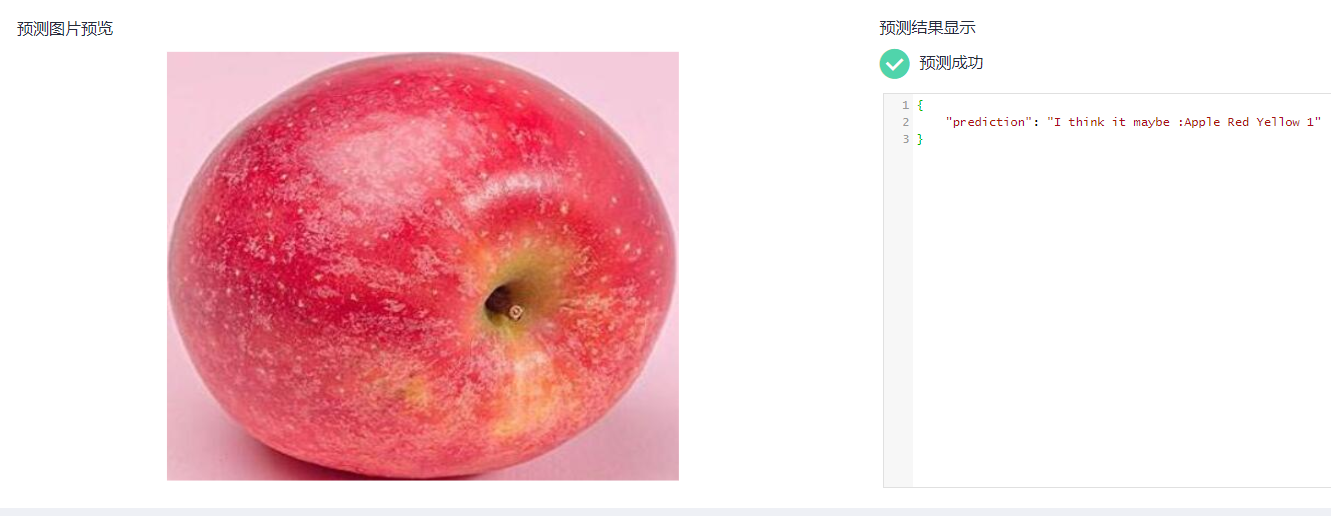 预测图片预览
预测结果显示
预测成功
1 {
2 "prediction": "I think it maybe :Apple Red Yellow 1"
3 }